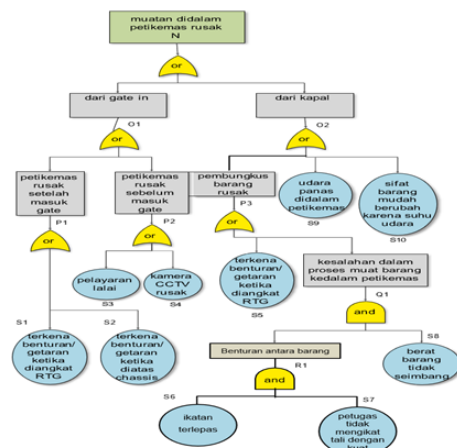 muatan didalam
petikemas rusak
N
or
dari gate in
dari kapal
O1
O2
or
or
petikemas
rusak
setelah
masuk
gate
petikemas
rusak
sebelum
masuk
gate
pembungkus
barang
rusak
udara
panas
didalam
petikemas
sifat
barang
mudah
berubah
karena suhu
udara
P1
P2
P3
S9
S10
or
or
or
pelayaran
lalai
kamera
CCTV
rusak
terkena
benturan/
getaran
ketika
diangkat
RTG
kesalahan dalam
proses muat barang
kedalam petikemas
S3
S4
S5
Q1
and
S1
S2
S8
terkena
benturan/
getaran
ketika
diangkat
RTG
terkena
benturan/
getaran
ketika
diatas
chassis
Benturan antara barang
berat
barang
tidak
seimbang
R1
and
S6
S7
ikatan
terlepas
petugas
tidak
mengikat
tali dengan
kuat